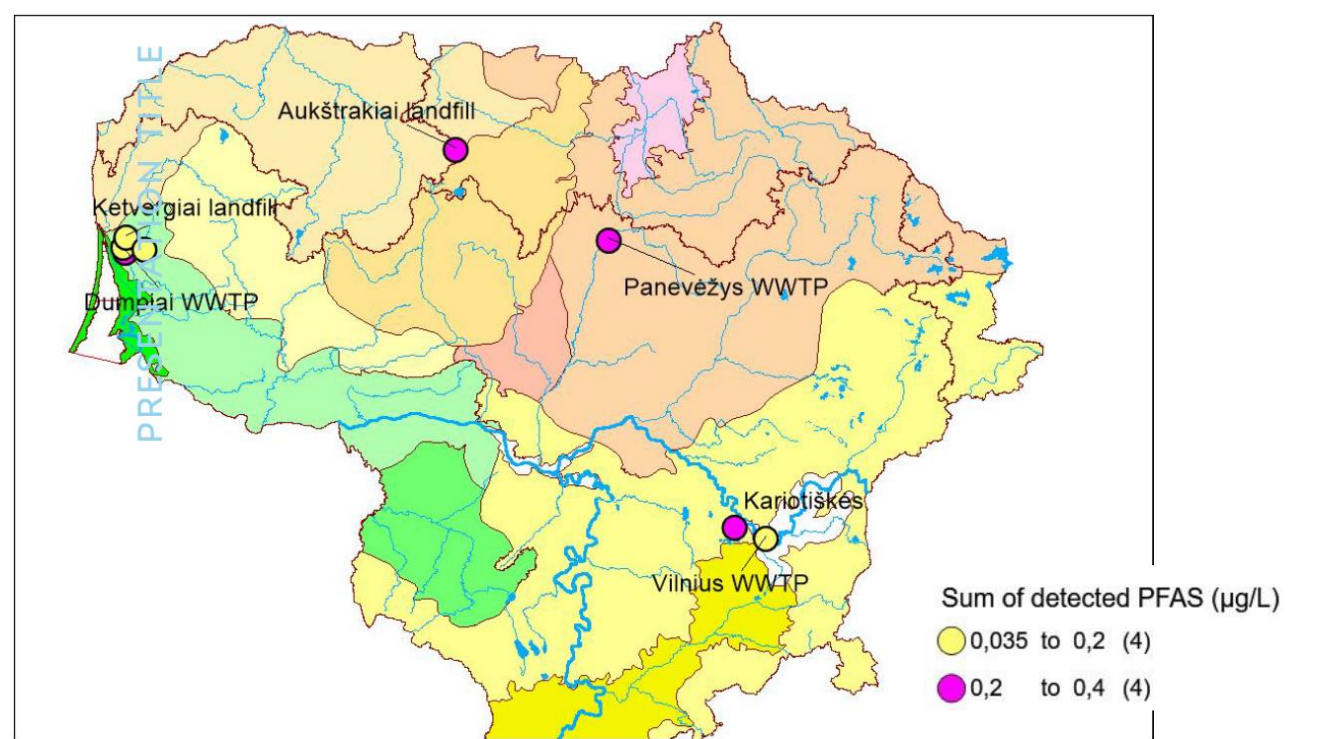 PRESENTATION TITLE
Aukštrakiai landfill
Ketvergiai landfill
Dumpiai WWTP
Panevėžys WWTP
Kariotiškės
Vilnius WWTP
Sum of detected PFAS (µg/L)
0,035 to 0,2 (4)
0,2 to 0,4 (4)